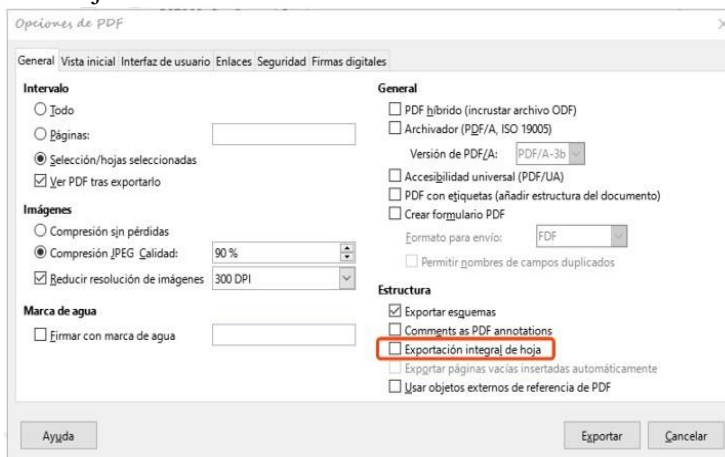 Opciones de PDF
General Vista inicial Interfaz de usuario Enlaces Seguridad Firmas digitales
Intervalo
Todo
Páginas:
Selección/hojas seleccionadas
Ver PDF tras exportarlo
Imágenes
Compresión sin pérdidas
Compresión JPEG Calidad: 90 %
Reducir resolución de imágenes 300 DPI
Marca de agua
Firmar con marca de agua
General
PDF híbrido (incrustar archivo ODF)
Archivador (PDF/A, ISO 19005)
Versión de PDF/A: PDF/A-3b
Accesibilidad universal (PDF/UA)
PDF con etiquetas (añadir estructura del documento)
Crear formulario PDF
Formato para envío: FDF
Permitir nombres de campos duplicados
Estructura
Exportar esquemas
Comments as PDF annotations
Exportación integral de hoja
Exportar páginas vacías insertadas automáticamente
Usar objetos externos de referencia de PDF
Ayuda
Exportar
Cancelar